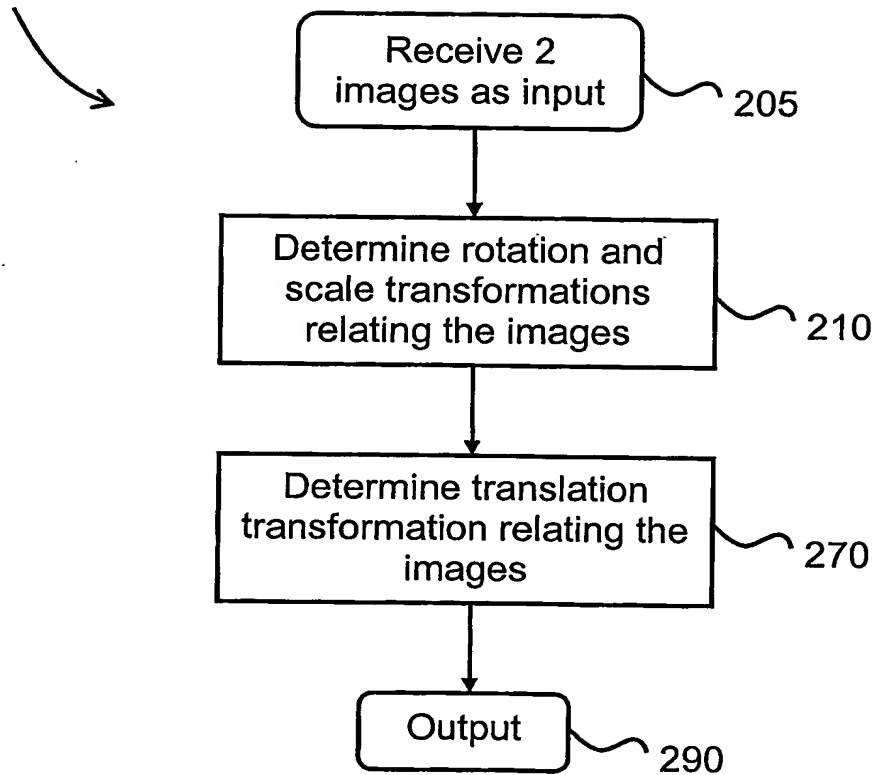 Receive 2
images as input
205
Determine rotation and
scale transformations
relating the images
210
Determine translation
transformation relating the
images
270
Output
290